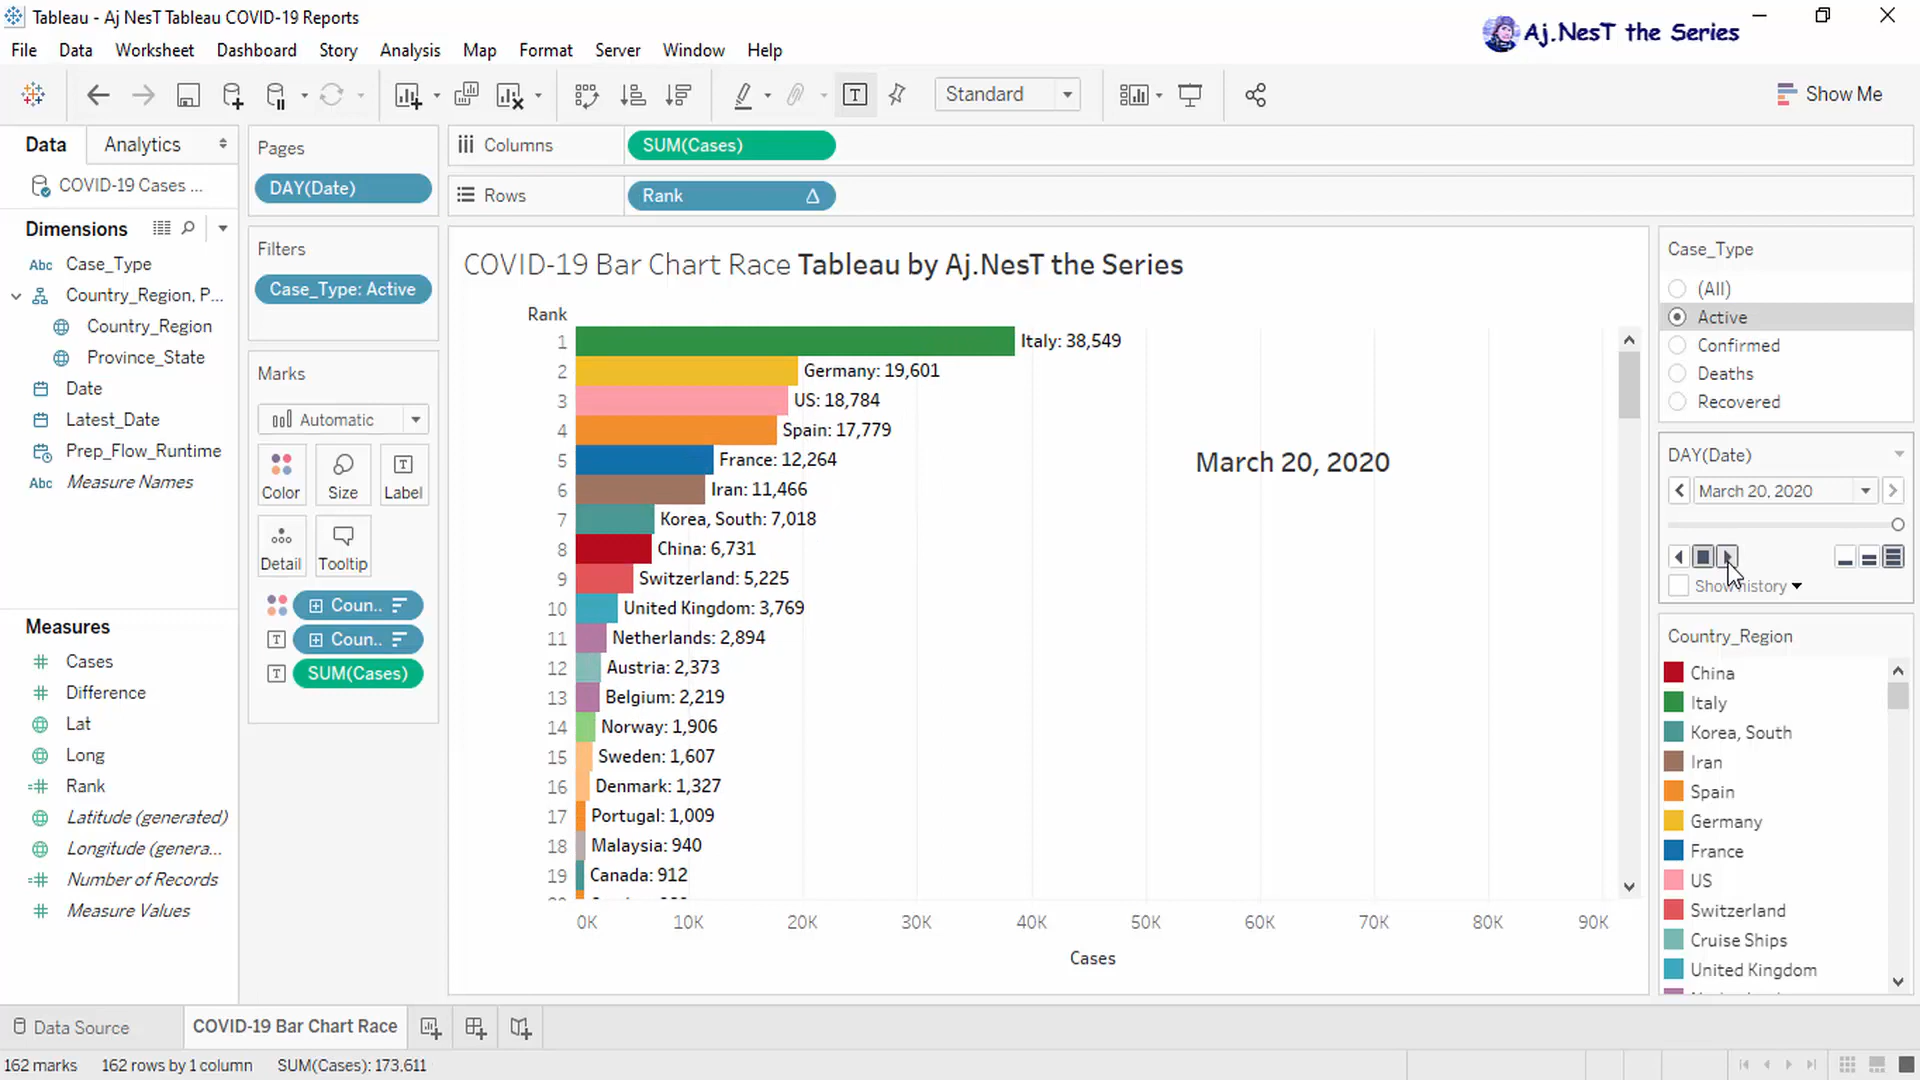 Tableau - Aj NesT Tableau COVID-19 Reports
Aj.NesT the Series
File Data Worksheet Dashboard Story Analysis Map Format Server Window Help
Standard
Show Me
Data Analytics
COVID-19 Cases ...
Dimensions
Abc Case_Type
Country_Region, P...
Country_Region
Province_State
Date
Latest_Date
Prep_Flow_Runtime
Abc Measure Names
Measures
Cases
Difference
Lat
Long
Rank
Latitude (generated)
Longitude (genera...
Number of Records
Measure Values
Pages
DAY(Date)
Filters
Case_Type: Active
Marks
Automatic
Color Size Label
Detail Tooltip
Coun..
Coun..
SUM(Cases)
Columns SUM(Cases)
Rows Rank
COVID-19 Bar Chart Race Tableau by Aj.NesT the Series
Rank
1 Italy: 38,549
2 Germany: 19,601
3 US: 18,784
4 Spain: 17,779
5 France: 12,264
6 Iran: 11,466
7 Korea, South: 7,018
8 China: 6,731
9 Switzerland: 5,225
10 United Kingdom: 3,769
11 Netherlands: 2,894
12 Austria: 2,373
13 Belgium: 2,219
14 Norway: 1,906
15 Sweden: 1,607
16 Denmark: 1,327
17 Portugal: 1,009
18 Malaysia: 940
19 Canada: 912
March 20, 2020
0K 10K 20K 30K 40K 50K 60K 70K 80K 90K
Cases
Case_Type
(All)
Active
Confirmed
Deaths
Recovered
DAY(Date)
March 20, 2020
Show history
Country_Region
China
Italy
Korea, South
Iran
Spain
Germany
France
US
Switzerland
Cruise Ships
United Kingdom
Data Source COVID-19 Bar Chart Race
162 marks 162 rows by 1 column SUM(Cases): 173,611